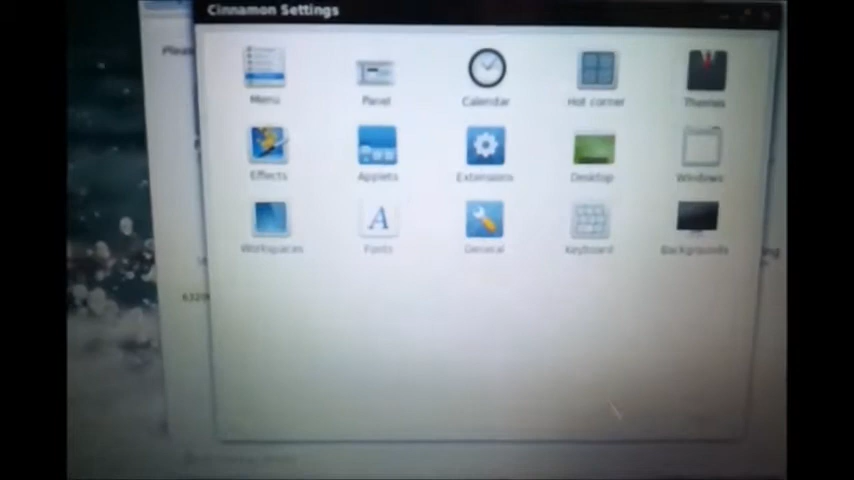 Cinnamon Settings
Menu Panel Calendar Hot corner Themes
Effects Applets Extensions Desktop Windows
Workspaces Fonts General Keyboard Backgrounds